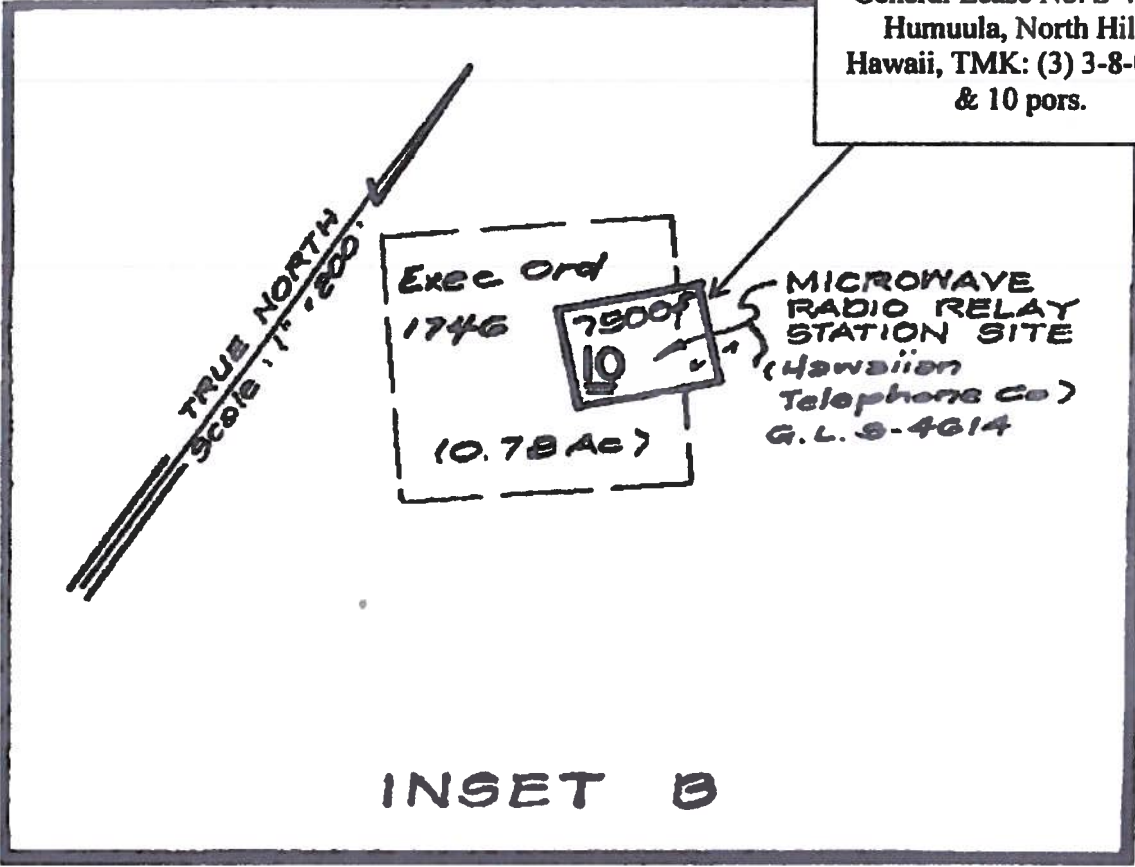 Humuula, North Hil
Hawaii, TMK: (3) 3-8-
& 10 pors.
TRUE NORTH
Scale: 1" = 200'
Exec Ord
1746
7500
10
(0.78 Ac)
MICROWAVE
RADIO RELAY
STATION SITE
(Hawaiian
Telephone Co)
G.L. S-4614
INSET B